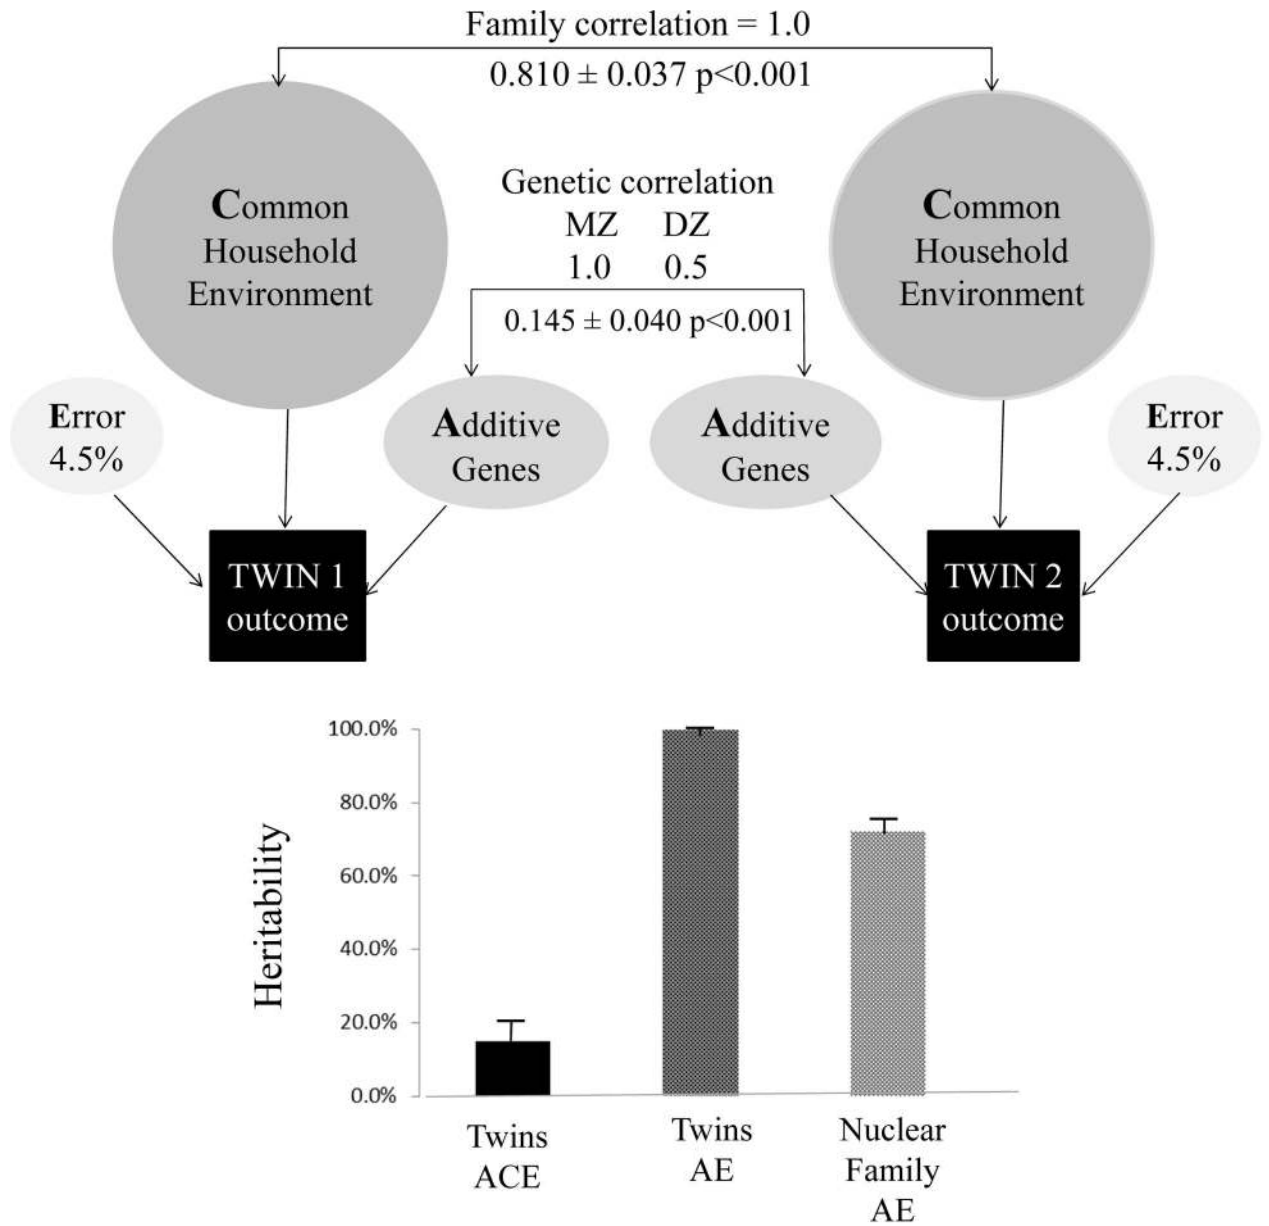 Family correlation = 1.0
0.810 ± 0.037 p<0.001
Genetic correlation
MZ DZ
1.0 0.5
0.145 ± 0.040 p<0.001
Common
Household
Environment
Common
Household
Environment
Error
4.5%
Additive
Genes
Additive
Genes
Error
4.5%
TWIN 1
outcome
TWIN 2
outcome
Heritability
100.0%
80.0%
60.0%
40.0%
20.0%
0.0%
Twins
ACE
Twins
AE
Nuclear
Family
AE